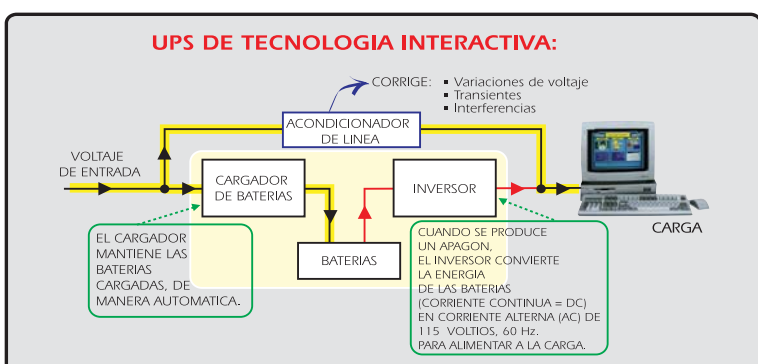 UPS DE TECNOLOGIA INTERACTIVA:
CORRIGE:
▪ Variaciones de voltaje
▪ Transientes
▪ Interferencias
ACONDICIONADOR
DE LINEA
VOLTAJE
DE ENTRADA
CARGADOR
DE BATERIAS
INVERSOR
CARGA
BATERIAS
EL CARGADOR
MANTIENE LAS
BATERIAS
CARGADAS, DE
MANERA AUTOMATICA.
CUANDO SE PRODUCE
UN APAGON,
EL INVERSOR CONVIERTE
LA ENERGIA
DE LAS BATERIAS
(CORRIENTE CONTINUA = DC)
EN CORRIENTE ALTERNA (AC) DE
115 VOLTIOS, 60 Hz.
PARA ALIMENTAR A LA CARGA.